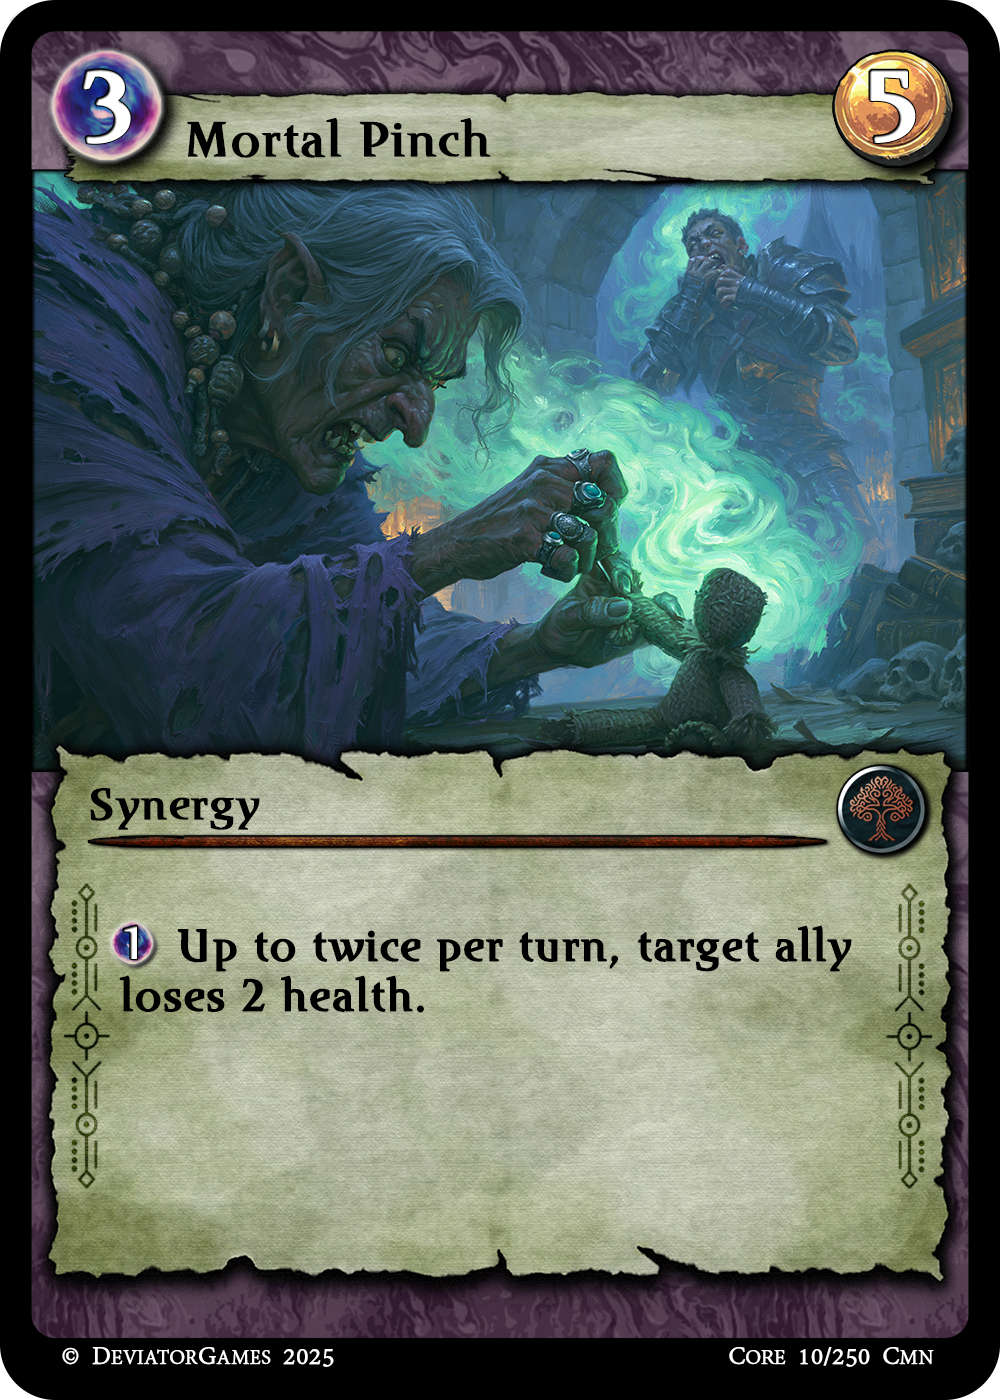 3
5
Mortal Pinch
Synergy
1 Up to twice per turn, target ally
loses 2 health.
© DeviatorGames 2025
Core 10/250 Cmn